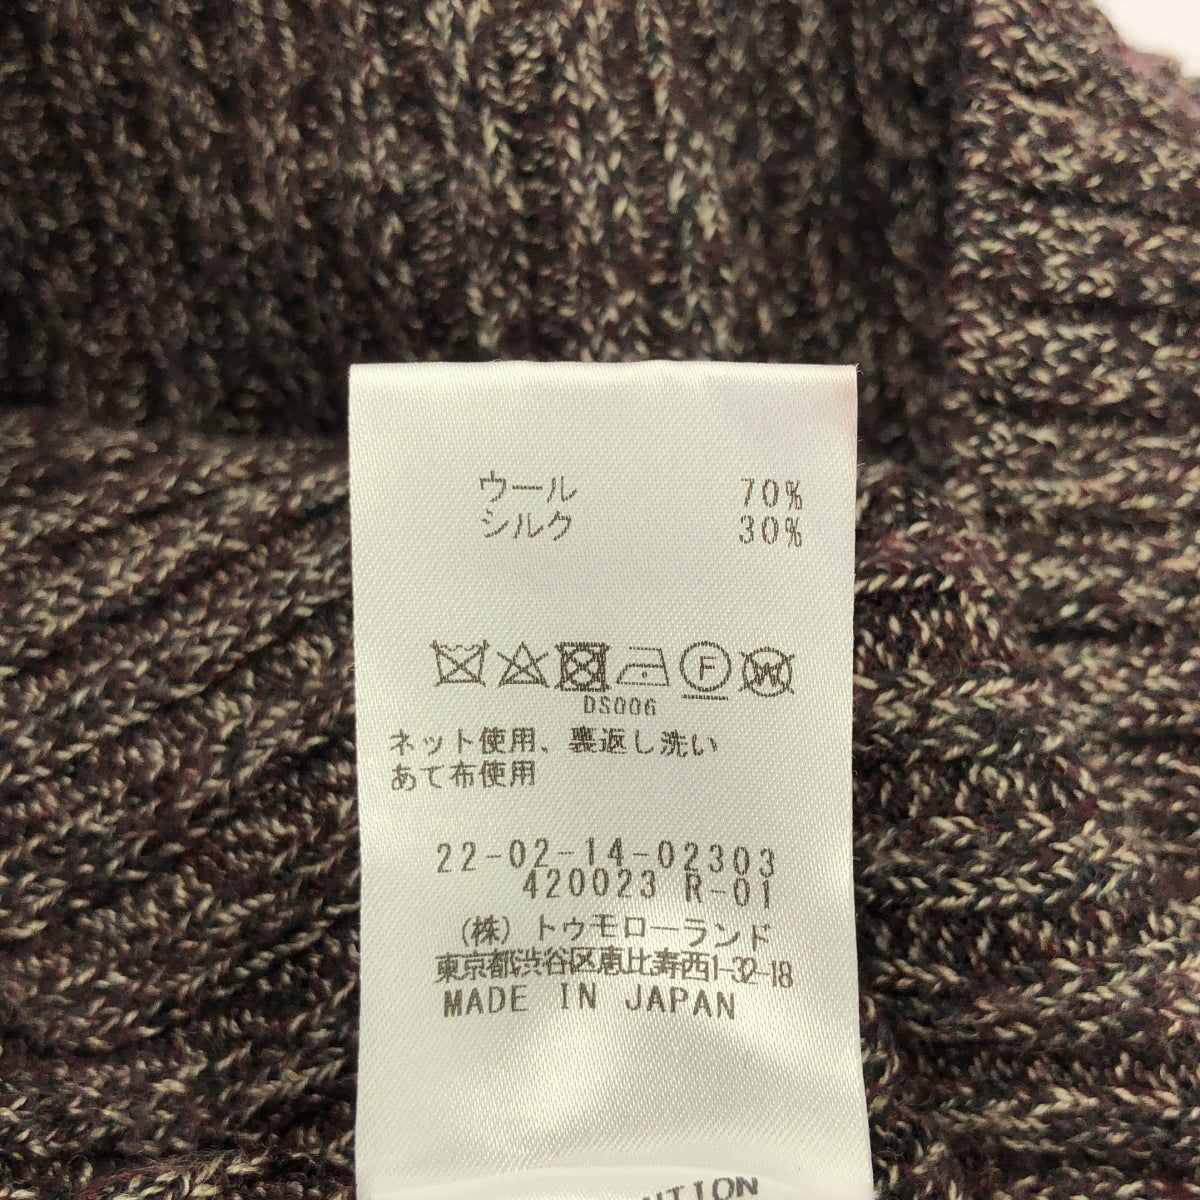 ウール 70%
シルク 30%
F W
DS006
ネット使用、裏返し洗い
あて布使用
22-02-14-02303
420023 R-01
(株) トゥモローランド
東京都渋谷区恵比寿西1-32-18
MADE IN JAPAN